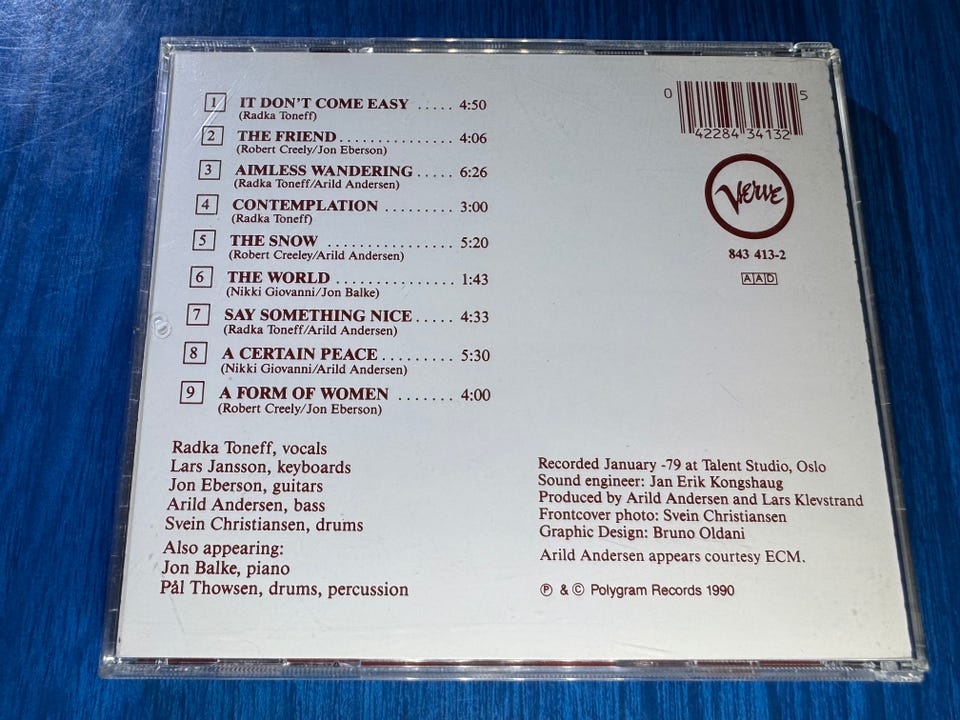 1 IT DON'T COME EASY ..... 4:50
(Radka Toneff)
2 THE FRIEND ............... 4:06
(Robert Creely/Jon Eberson)
3 AIMLESS WANDERING ..... 6:26
(Radka Toneff/Arild Andersen)
4 CONTEMPLATION ......... 3:00
(Radka Toneff)
5 THE SNOW ................ 5:20
(Robert Creeley/Arild Andersen)
6 THE WORLD ............... 1:43
(Nikki Giovanni/Jon Balke)
7 SAY SOMETHING NICE ..... 4:33
(Radka Toneff/Arild Andersen)
8 A CERTAIN PEACE ......... 5:30
(Nikki Giovanni/Arild Andersen)
9 A FORM OF WOMEN ....... 4:00
(Robert Creely/Jon Eberson)
Radka Toneff, vocals
Lars Jansson, keyboards
Jon Eberson, guitars
Arild Andersen, bass
Svein Christiansen, drums
Also appearing:
Jon Balke, piano
Pål Thowsen, drums, percussion
0 42284 34132 5
VERVE
843 413-2
AAD
Recorded January -79 at Talent Studio, Oslo
Sound engineer: Jan Erik Kongshaug
Produced by Arild Andersen and Lars Klevstrand
Frontcover photo: Svein Christiansen
Graphic Design: Bruno Oldani
Arild Andersen appears courtesy ECM.
℗ & © Polygram Records 1990